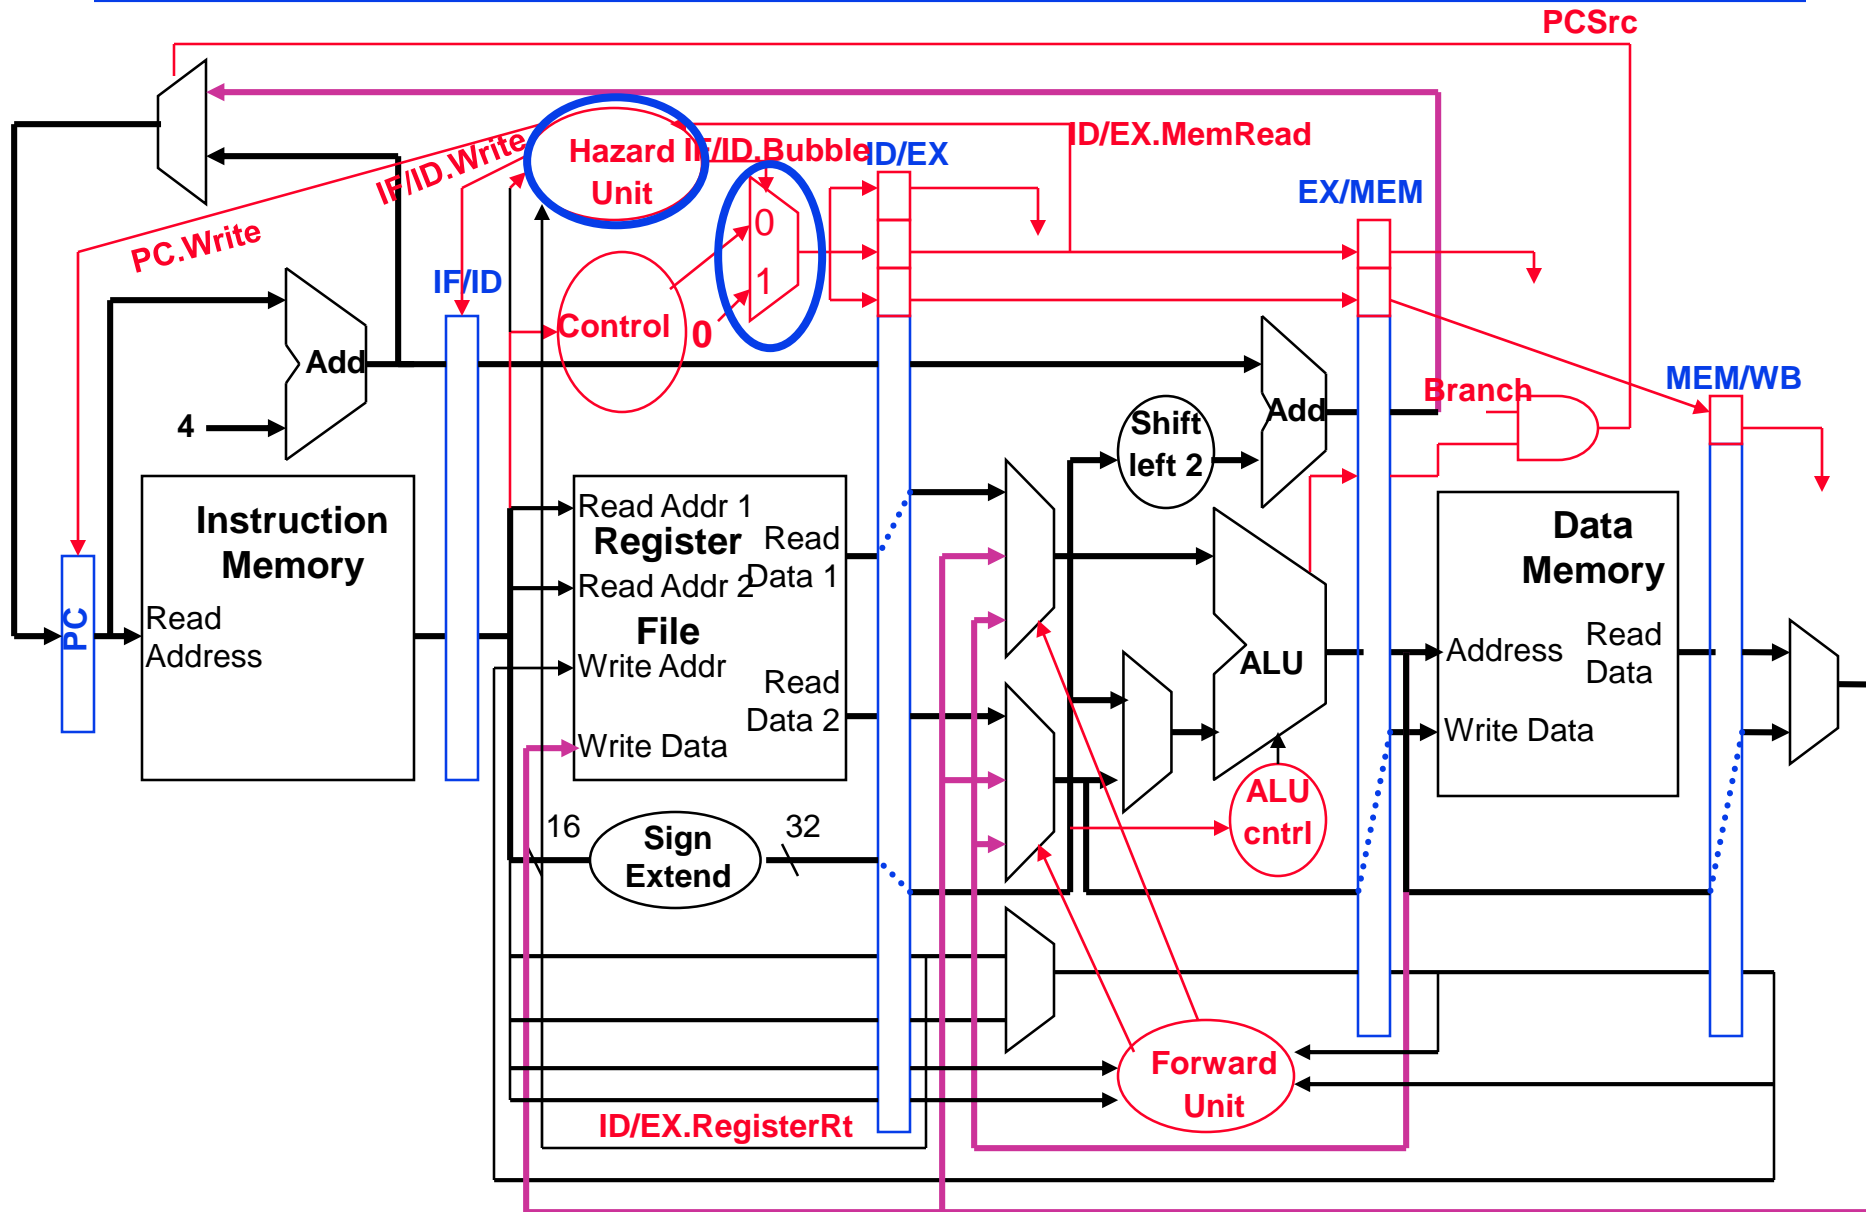 PCSrc
ID/EX.MemRead
Hazard
Unit
IF/ID.Bubble
ID/EX
IF/ID.Write
PC.Write
EX/MEM
0
1
IF/ID
Control
0
Add
4
Shift
left 2
Add
Branch
MEM/WB
Instruction
Memory
Read
Address
PC
Read Addr 1
Register
Read
Data 1
Read Addr 2
File
Write Addr
Read
Data 2
Write Data
16
Sign
Extend
32
ALU
ALU
cntrl
Data
Memory
Address
Read
Data
Write Data
Forward
Unit
ID/EX.RegisterRt